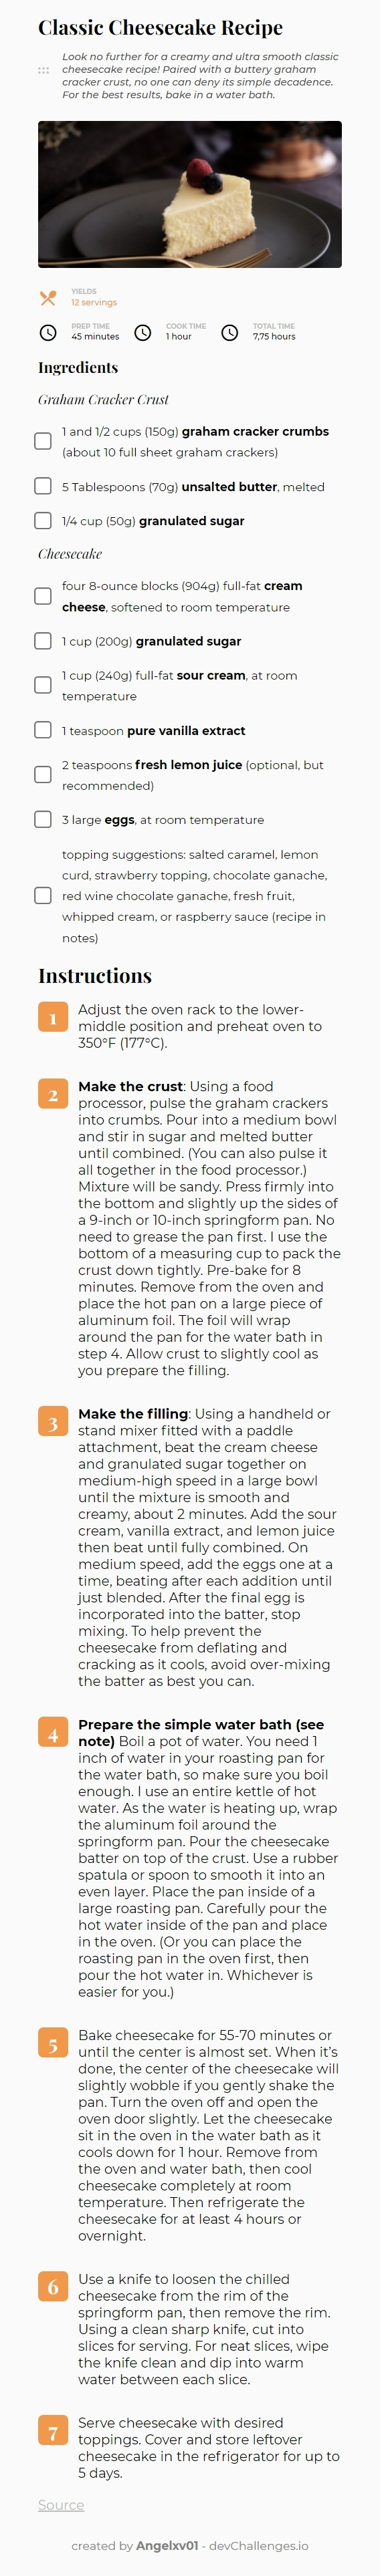 Classic Cheesecake Recipe
Look no further for a creamy and ultra smooth classic
cheesecake recipe! Paired with a buttery graham
cracker crust, no one can deny its simple decadence.
For the best results, bake in a water bath.
YIELDS
12 servings
PREP TIME
45 minutes
COOK TIME
1 hour
TOTAL TIME
7,75 hours
Ingredients
Graham Cracker Crust
1 and 1/2 cups (150g) graham cracker crumbs
(about 10 full sheet graham crackers)
5 Tablespoons (70g) unsalted butter, melted
1/4 cup (50g) granulated sugar
Cheesecake
four 8-ounce blocks (904g) full-fat cream
cheese, softened to room temperature
1 cup (200g) granulated sugar
1 cup (240g) full-fat sour cream, at room
temperature
1 teaspoon pure vanilla extract
2 teaspoons fresh lemon juice (optional, but
recommended)
3 large eggs, at room temperature
topping suggestions: salted caramel, lemon
curd, strawberry topping, chocolate ganache,
red wine chocolate ganache, fresh fruit,
whipped cream, or raspberry sauce (recipe in
notes)
Instructions
1
Adjust the oven rack to the lower-
middle position and preheat oven to
350°F (177°C).
2
Make the crust: Using a food
processor, pulse the graham crackers
into crumbs. Pour into a medium bowl
and stir in sugar and melted butter
until combined. (You can also pulse it
all together in the food processor.)
Mixture will be sandy. Press firmly into
the bottom and slightly up the sides of
a 9-inch or 10-inch springform pan. No
need to grease the pan first. I use the
bottom of a measuring cup to pack the
crust down tightly. Pre-bake for 8
minutes. Remove from the oven and
place the hot pan on a large piece of
aluminum foil. The foil will wrap
around the pan for the water bath in
step 4. Allow crust to slightly cool as
you prepare the filling.
3
Make the filling: Using a handheld or
stand mixer fitted with a paddle
attachment, beat the cream cheese
and granulated sugar together on
medium-high speed in a large bowl
until the mixture is smooth and
creamy, about 2 minutes. Add the sour
cream, vanilla extract, and lemon juice
then beat until fully combined. On
medium speed, add the eggs one at a
time, beating after each addition until
just blended. After the final egg is
incorporated into the batter, stop
mixing. To help prevent the
cheesecake from deflating and
cracking as it cools, avoid over-mixing
the batter as best you can.
4
Prepare the simple water bath (see
note) Boil a pot of water. You need 1
inch of water in your roasting pan for
the water bath, so make sure you boil
enough. I use an entire kettle of hot
water. As the water is heating up, wrap
the aluminum foil around the
springform pan. Pour the cheesecake
batter on top of the crust. Use a rubber
spatula or spoon to smooth it into an
even layer. Place the pan inside of a
large roasting pan. Carefully pour the
hot water inside of the pan and place
in the oven. (Or you can place the
roasting pan in the oven first, then
pour the hot water in. Whichever is
easier for you.)
5
Bake cheesecake for 55-70 minutes or
until the center is almost set. When it's
done, the center of the cheesecake will
slightly wobble if you gently shake the
pan. Turn the oven off and open the
oven door slightly. Let the cheesecake
sit in the oven in the water bath as it
cools down for 1 hour. Remove from
the oven and water bath, then cool
cheesecake completely at room
temperature. Then refrigerate the
cheesecake for at least 4 hours or
overnight.
6
Use a knife to loosen the chilled
cheesecake from the rim of the
springform pan, then remove the rim.
Using a clean sharp knife, cut into
slices for serving. For neat slices, wipe
the knife clean and dip into warm
water between each slice.
7
Serve cheesecake with desired
toppings. Cover and store leftover
cheesecake in the refrigerator for up to
5 days.
Source
created by Angelxv01 - devChallenges.io